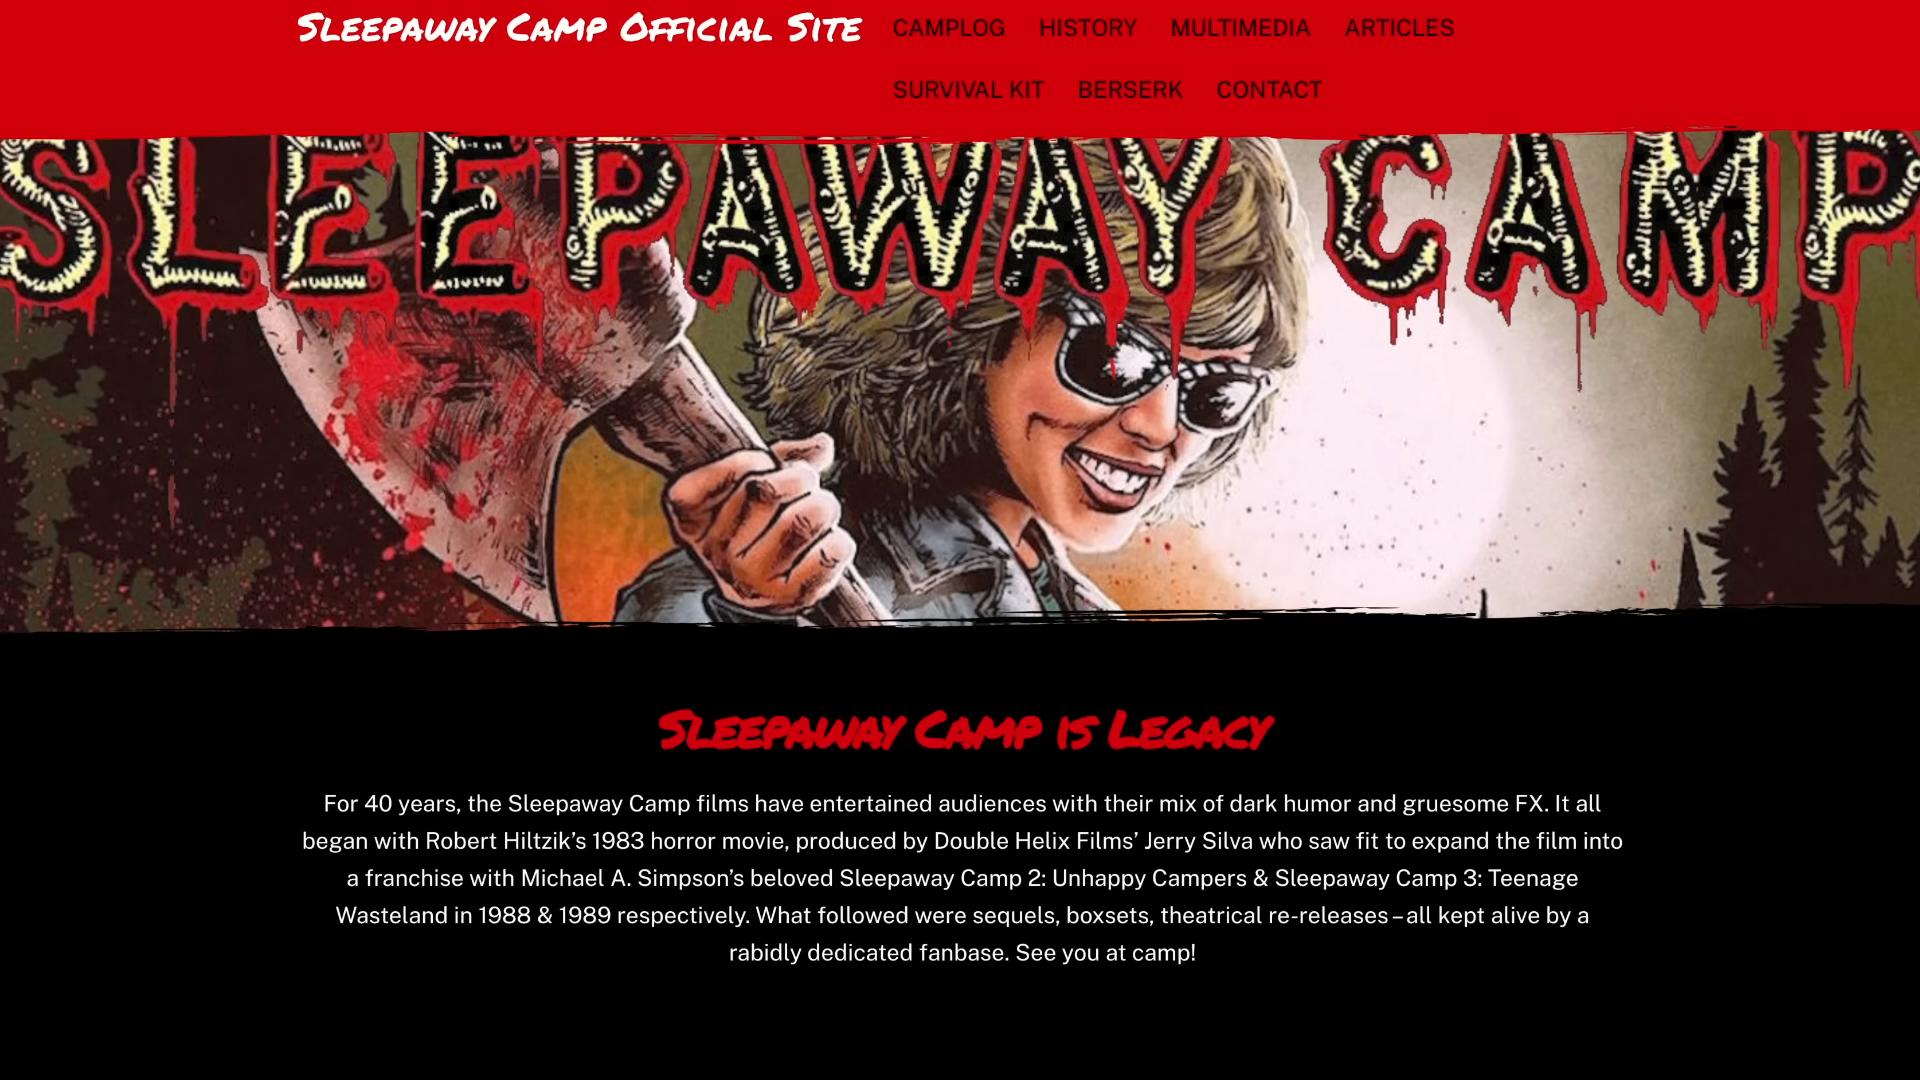 Sleepaway Camp Official Site
CAMPLOG HISTORY MULTIMEDIA ARTICLES
SURVIVAL KIT BERSERK CONTACT
SLEEPAWAY CAMP
Sleepaway Camp is Legacy
For 40 years, the Sleepaway Camp films have entertained audiences with their mix of dark humor and gruesome FX. It all
began with Robert Hiltzik’s 1983 horror movie, produced by Double Helix Films’ Jerry Silva who saw fit to expand the film into
a franchise with Michael A. Simpson’s beloved Sleepaway Camp 2: Unhappy Campers & Sleepaway Camp 3: Teenage
Wasteland in 1988 & 1989 respectively. What followed were sequels, boxsets, theatrical re-releases – all kept alive by a
rabidly dedicated fanbase. See you at camp!